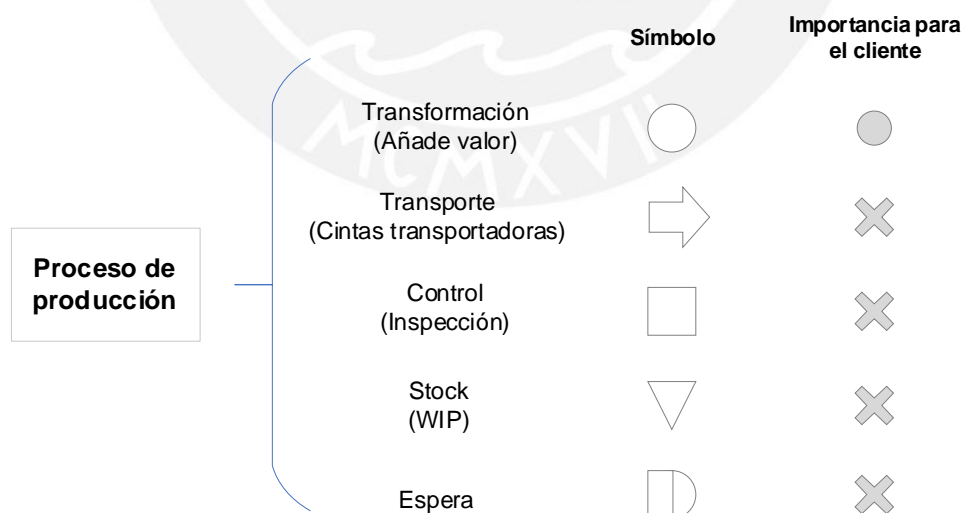 Símbolo
Importancia para
el cliente
Transformación
(Añade valor)
Transporte
(Cintas transportadoras)
Proceso de
producción
Control
(Inspección)
Stock
(WIP)
Espera
MCMXVII